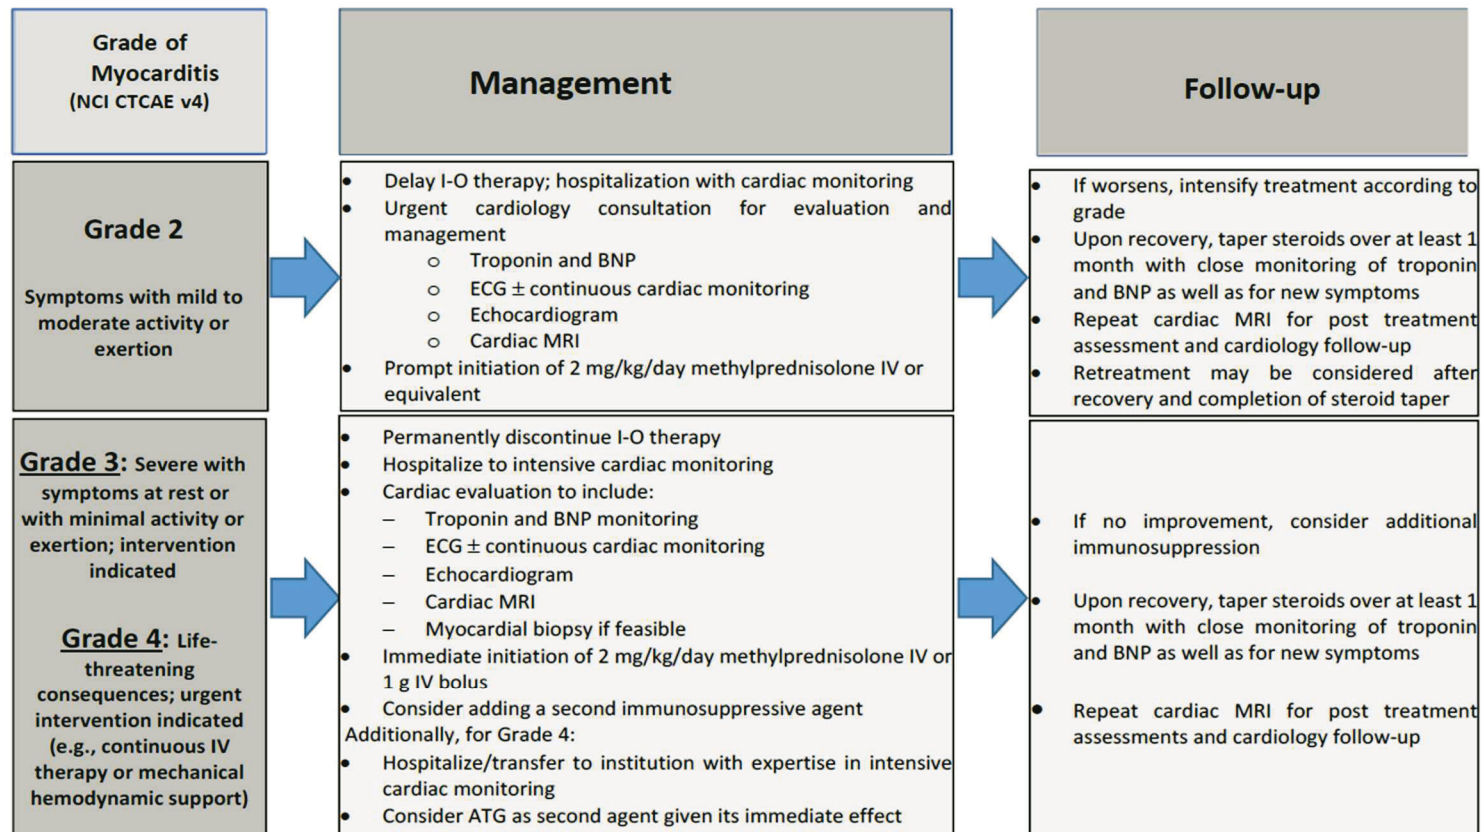 Grade of
Myocarditis
(NCI CTCAE v4)
Management
Follow-up
Grade 2
Symptoms with mild to
moderate activity or
exertion
• Delay I-O therapy; hospitalization with cardiac monitoring
• Urgent cardiology consultation for evaluation and
management
o Troponin and BNP
o ECG ± continuous cardiac monitoring
o Echocardiogram
o Cardiac MRI
• Prompt initiation of 2 mg/kg/day methylprednisolone IV or
equivalent
• If worsens, intensify treatment according to
grade
• Upon recovery, taper steroids over at least 1
month with close monitoring of troponin
and BNP as well as for new symptoms
• Repeat cardiac MRI for post treatment
assessment and cardiology follow-up
• Retreatment may be considered after
recovery and completion of steroid taper
Grade 3: Severe with
symptoms at rest or
with minimal activity or
exertion; intervention
indicated
Grade 4: Life-
threatening
consequences; urgent
intervention indicated
(e.g., continuous IV
therapy or mechanical
hemodynamic support)
• Permanently discontinue I-O therapy
• Hospitalize to intensive cardiac monitoring
• Cardiac evaluation to include:
– Troponin and BNP monitoring
– ECG ± continuous cardiac monitoring
– Echocardiogram
– Cardiac MRI
– Myocardial biopsy if feasible
• Immediate initiation of 2 mg/kg/day methylprednisolone IV or
1 g IV bolus
• Consider adding a second immunosuppressive agent
Additionally, for Grade 4:
• Hospitalize/transfer to institution with expertise in intensive
cardiac monitoring
• Consider ATG as second agent given its immediate effect
• If no improvement, consider additional
immunosuppression
• Upon recovery, taper steroids over at least 1
month with close monitoring of troponin
and BNP as well as for new symptoms
• Repeat cardiac MRI for post treatment
assessments and cardiology follow-up